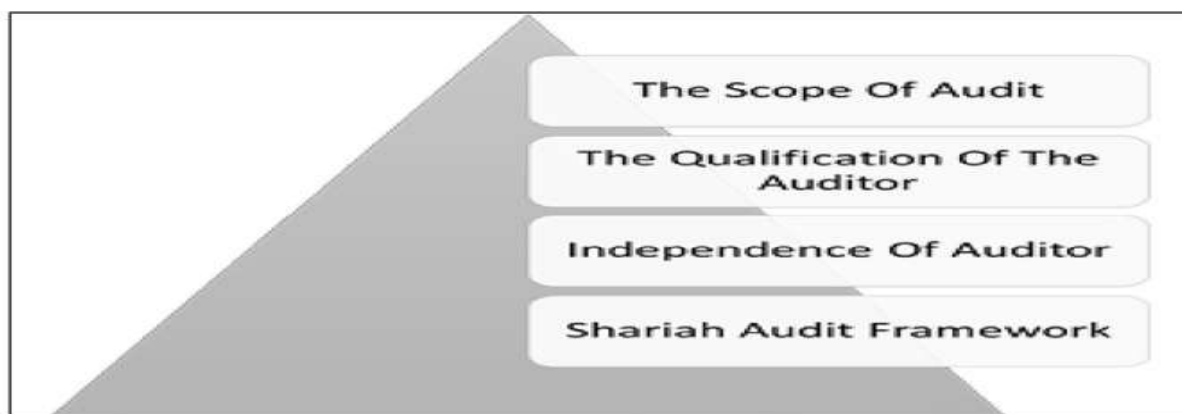 The Scope Of Audit
The Qualification Of The
Auditor
Independence Of Auditor
Shariah Audit Framework